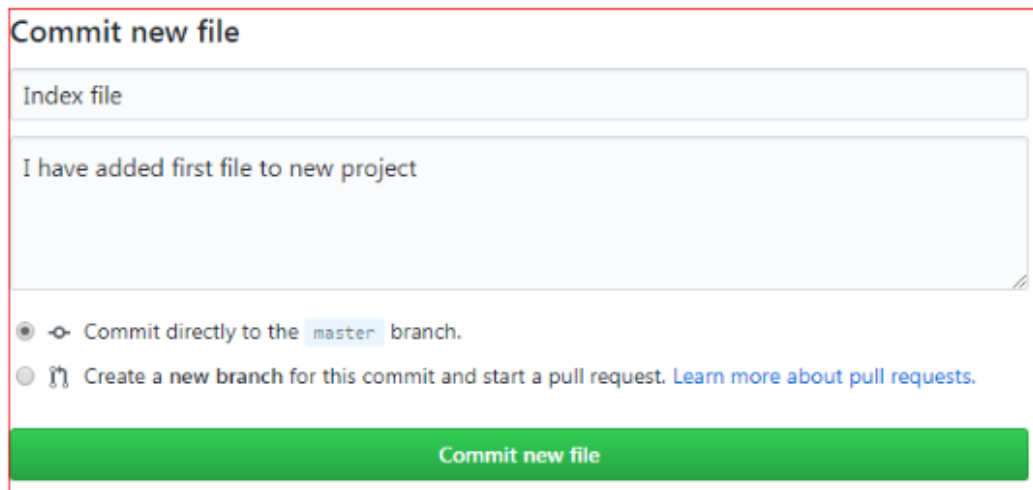 Commit new file
Index file
I have added first file to new project
Commit directly to the master branch.
Create a new branch for this commit and start a pull request. Learn more about pull requests.
Commit new file